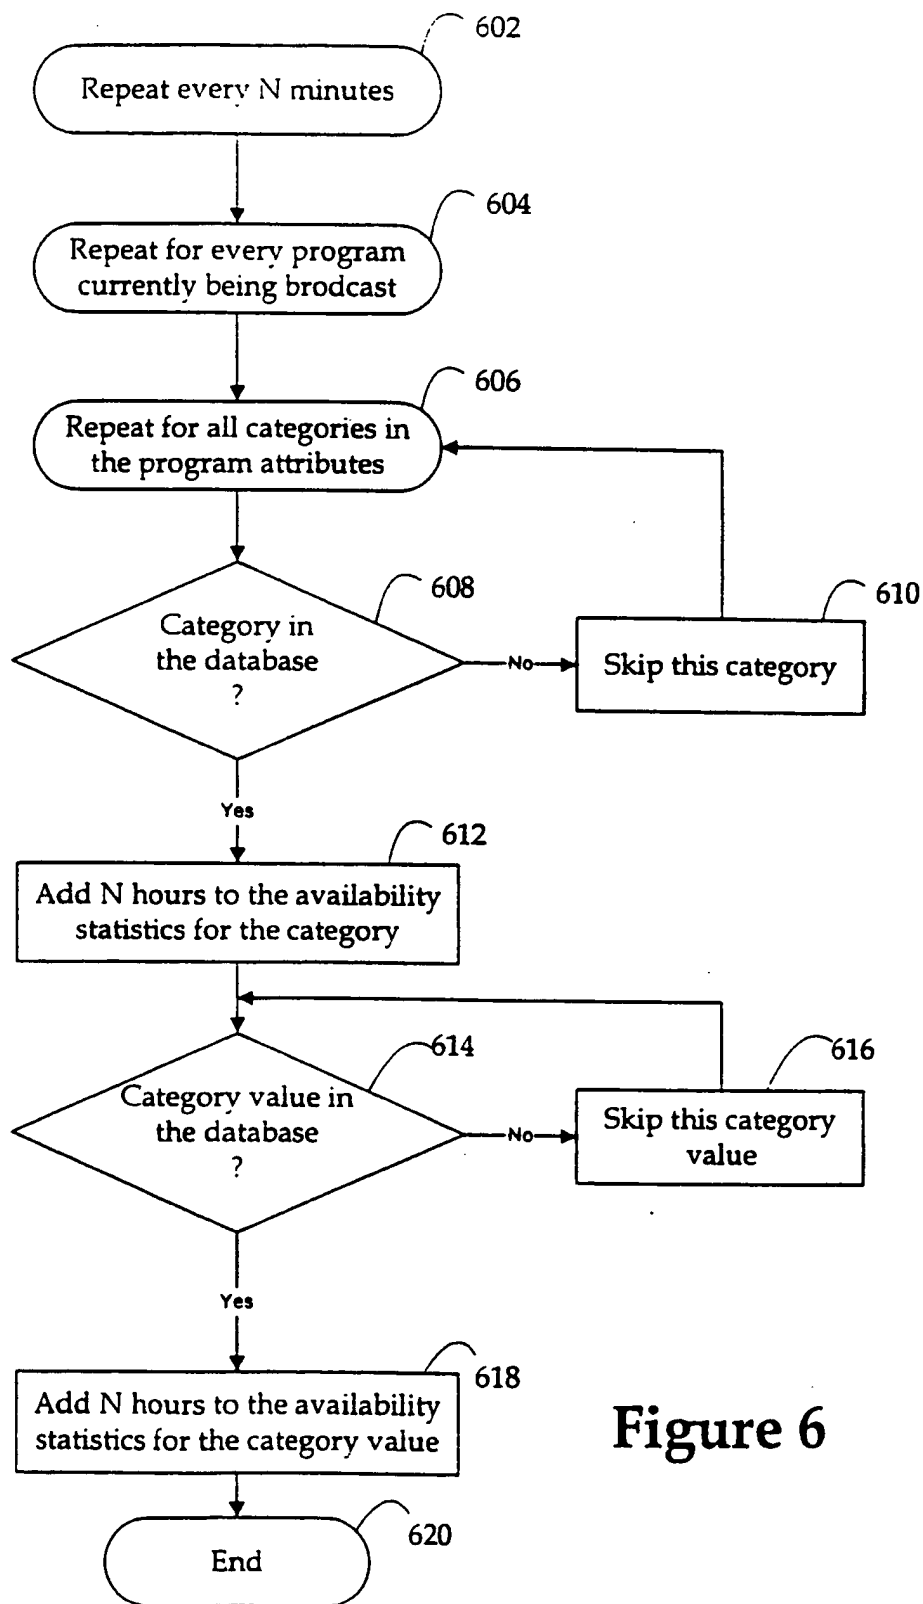 602
Repeat every N minutes
604
Repeat for every program
currently being brodcast
606
Repeat for all categories in
the program attributes
608
Category in
the database
?
No
610
Skip this category
Yes
612
Add N hours to the availability
statistics for the category
614
Category value in
the database
?
No
616
Skip this category
value
Yes
618
Add N hours to the availability
statistics for the category value
620
End
Figure 6